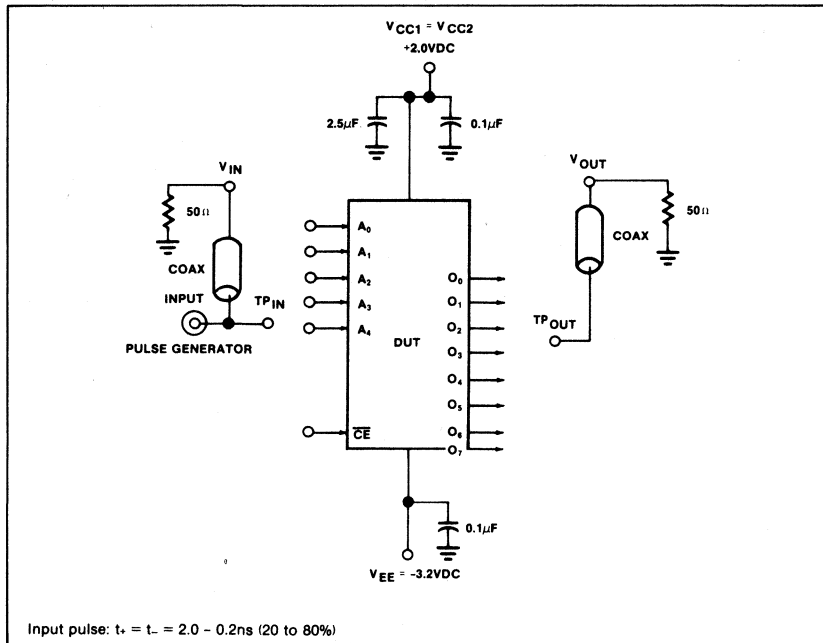 VCC1 = VCC2
+2.0VDC
2.5µF
0.1µF
VIN
50Ω
COAX
INPUT
TPIN
PULSE GENERATOR
A0
A1
A2
A3
A4
CE
DUT
O0
O1
O2
O3
O4
O5
O6
O7
VOUT
50Ω
COAX
TPOUT
0.1µF
VEE = -3.2VDC
Input pulse: t+ = t- = 2.0 - 0.2ns (20 to 80%)